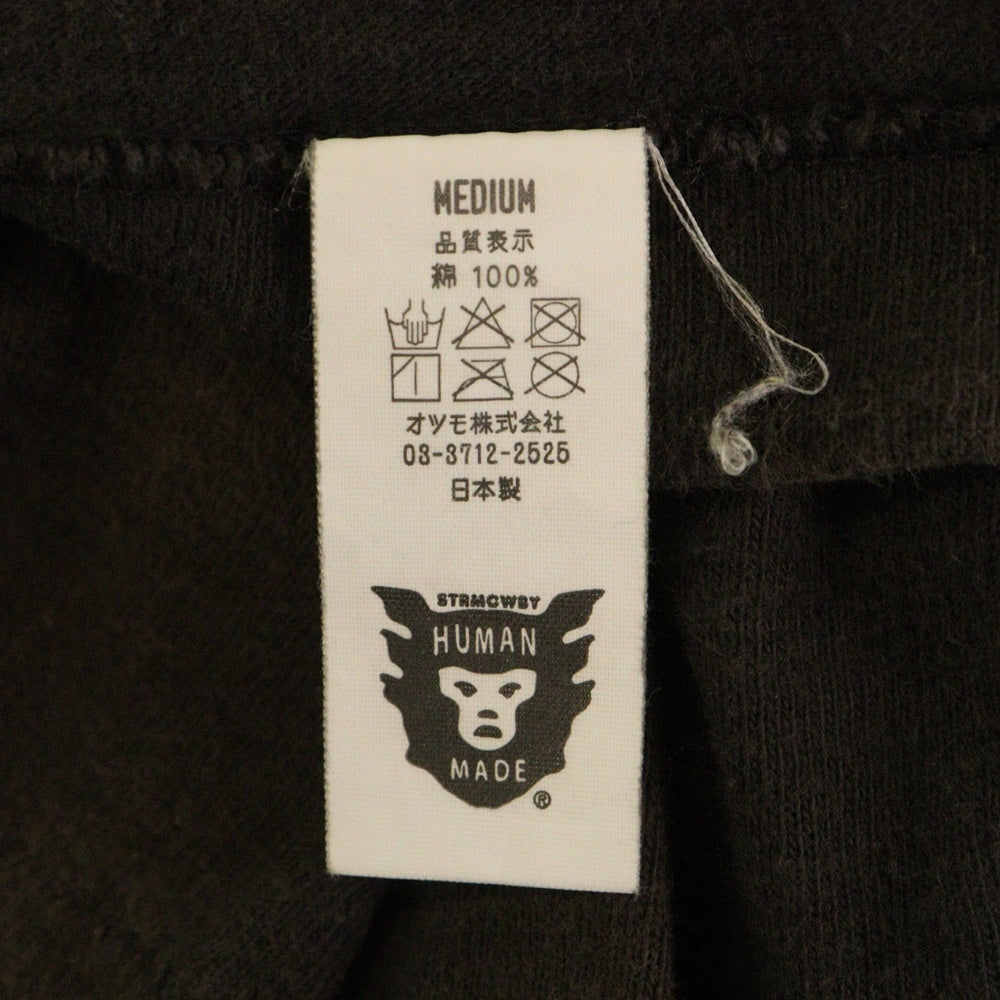 MEDIUM
品質表示
綿 100%
オツモ株式会社
03-3712-2525
日本製
STRMCWBY
HUMAN
MADE
®